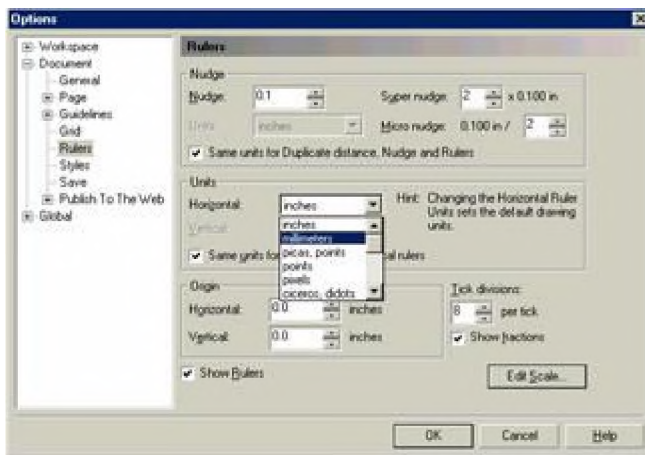 Options
Workspace
Document
General
Page
Guidelines
Grid
Rulers
Styles
Save
Publish To The Web
Global
Rulers
Nudge
Nudge: 0.1 Super nudge: 2 x 0.100 in
Units: inches Micro nudge: 0.100 in / 2
Same units for Duplicate distance, Nudge and Rulers
Units
Horizontal: inches Hint: Changing the Horizontal Ruler
Units sets the default drawing
units.
Vertical:
inches
millimeters
picas, points
points
pixels
ciceros, didots
Same units for al rulers
Origin
Horizontal: 0.0 inches
Vertical: 0.0 inches
Tick divisions:
8 per tick
Show fractions
Show Rulers
Edit Scale...
OK Cancel Help